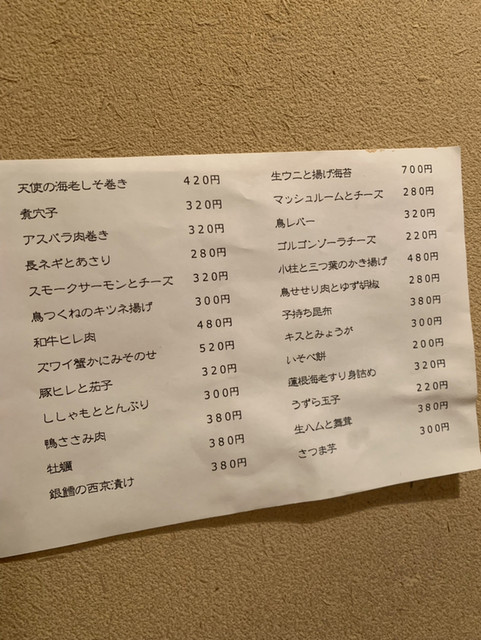 天使の海老しそ巻き 420円
煮穴子 320円
アスパラ肉巻き 320円
長ネギとあさり 280円
スモークサーモンとチーズ 320円
鳥つくねのキツネ揚げ 300円
和牛ヒレ肉 480円
ズワイ蟹かにみそのせ 520円
豚ヒレと茄子 320円
ししゃもととんぶり 300円
鴨ささみ肉 380円
牡蠣 380円
銀鱈の西京漬け 380円
生ウニと揚げ海苔 700円
マッシュルームとチーズ 280円
鳥レバー 320円
ゴルゴンゾーラチーズ 220円
小柱と三つ葉のかき揚げ 480円
鳥せせり肉とゆず胡椒 280円
子持ち昆布 380円
キスとみょうが 300円
いそべ餅 200円
蓮根海老すり身詰め 320円
うずら玉子 220円
生ハムと舞茸 380円
さつま芋 300円